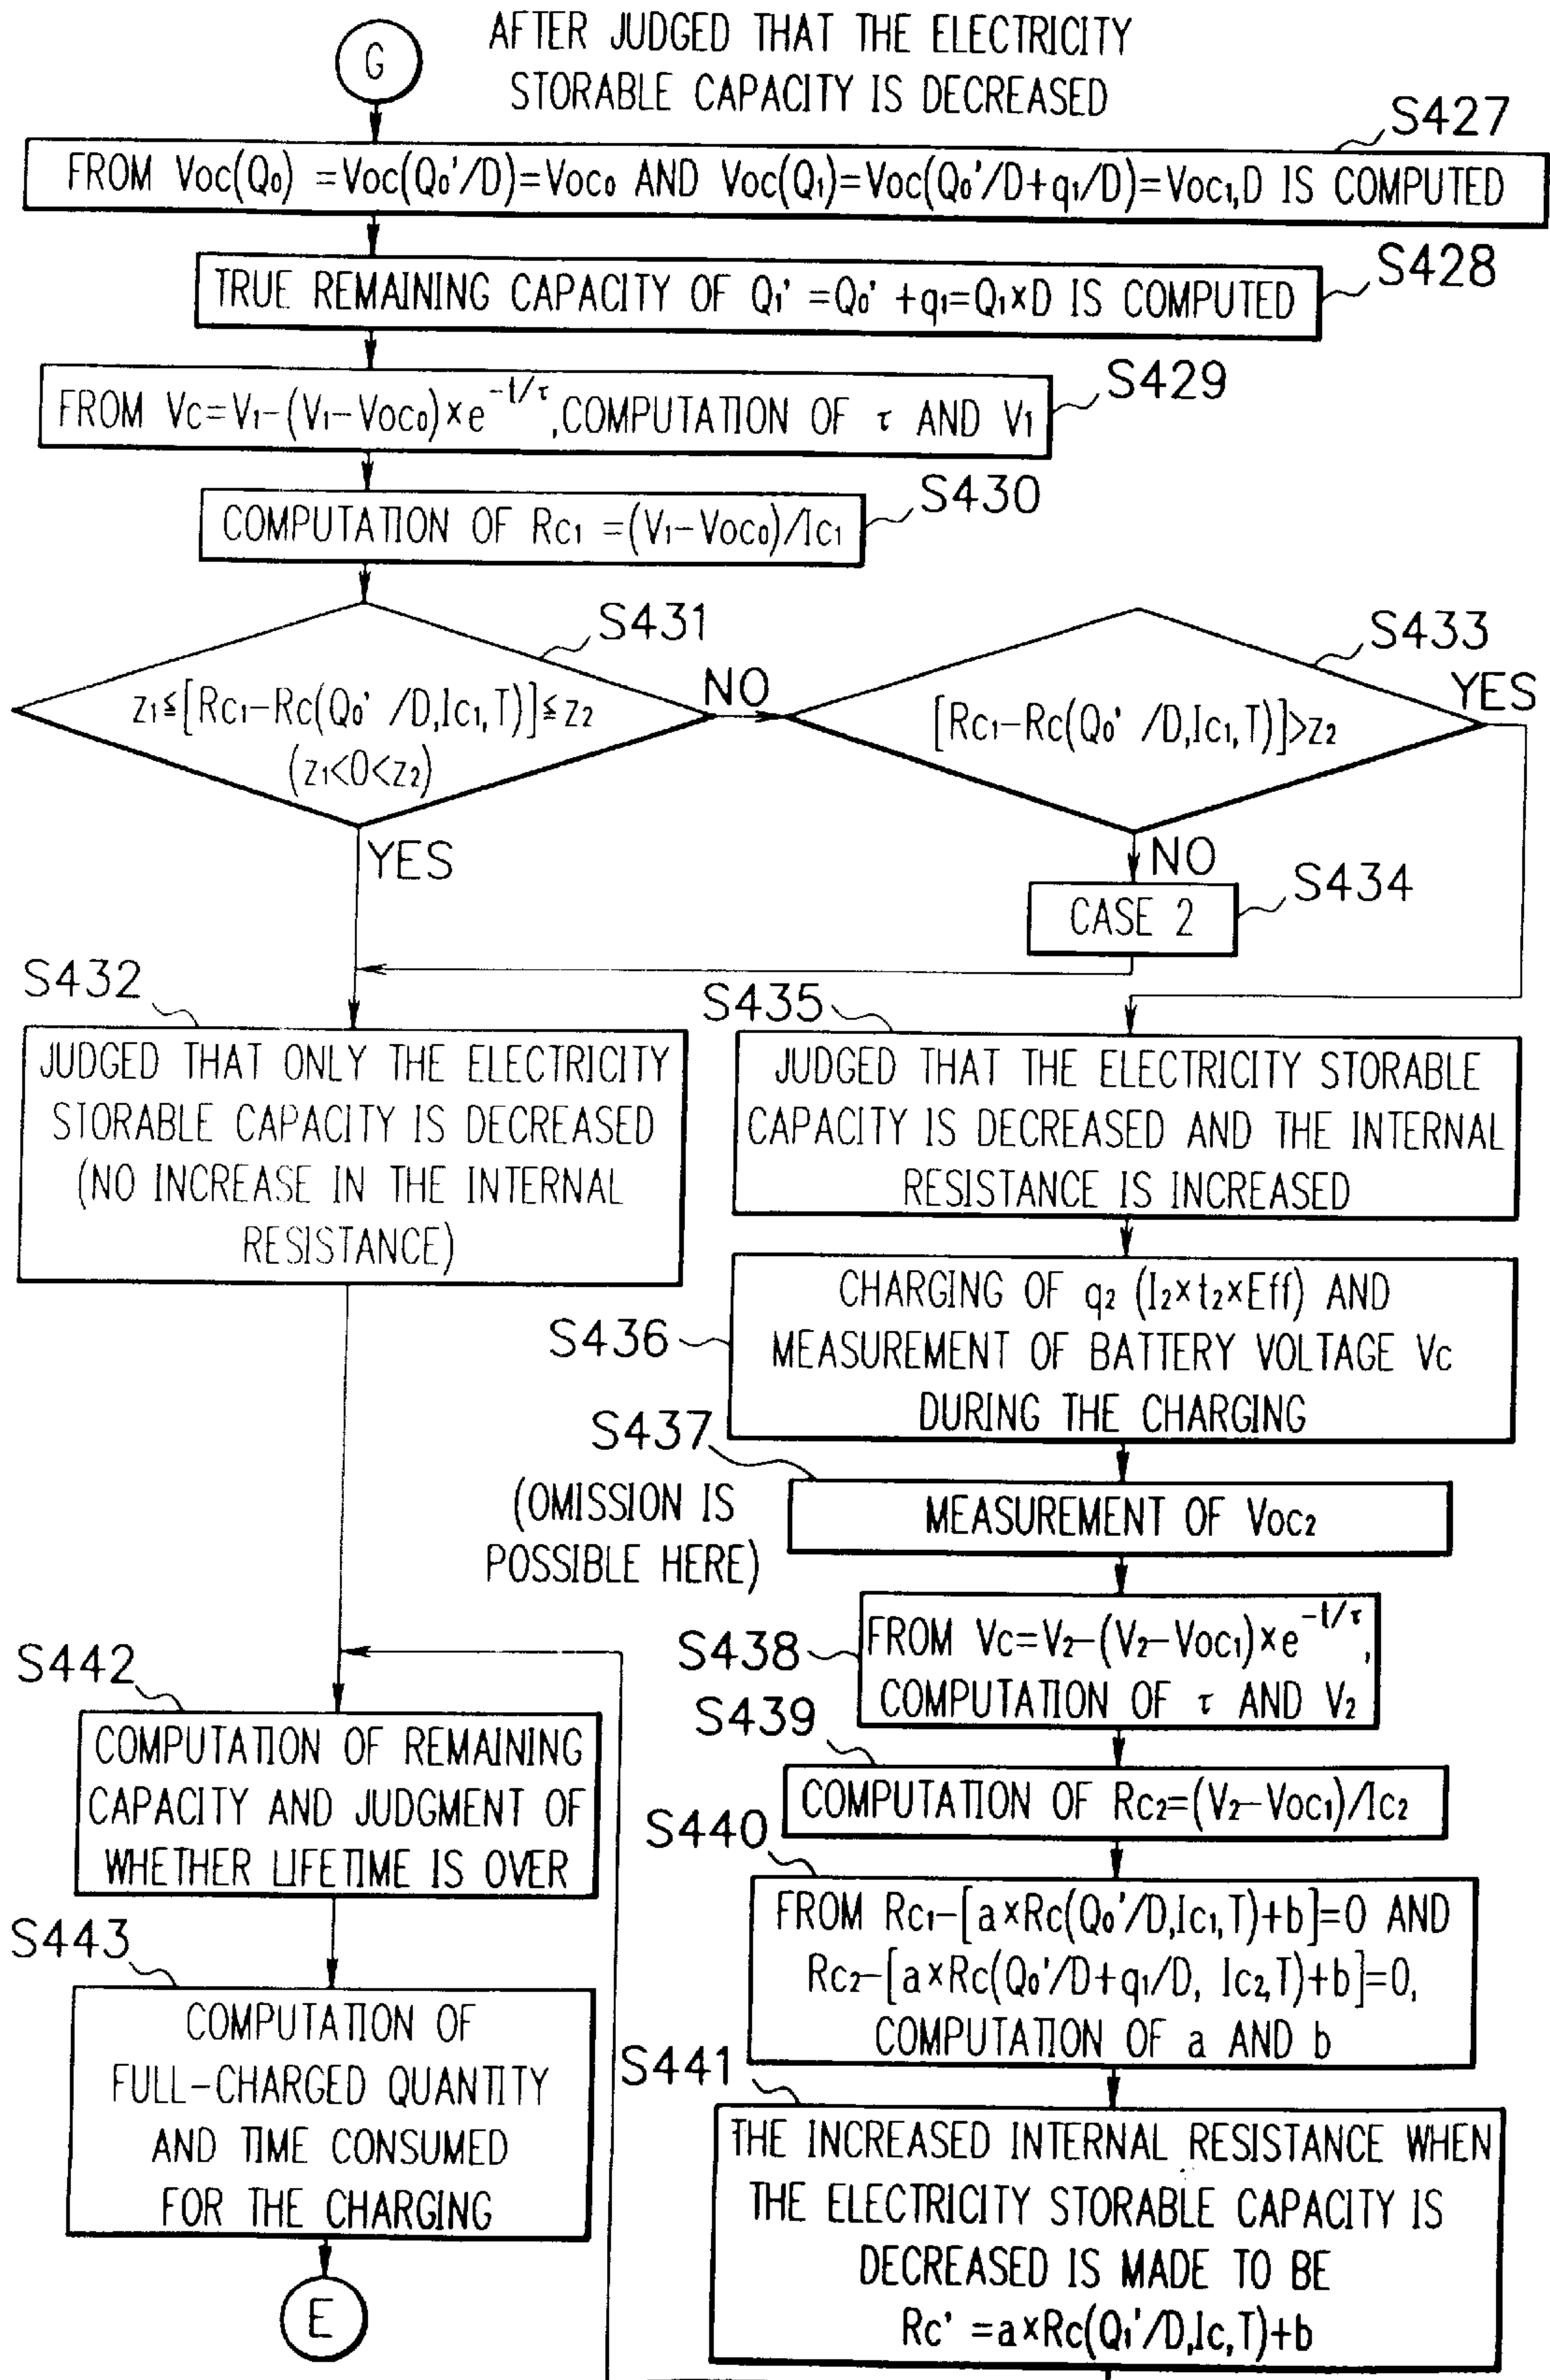 G
AFTER JUDGED THAT THE ELECTRICITY
STORABLE CAPACITY IS DECREASED
S427
FROM Voc(Q₀) =Voc(Q₀'/D)=Voc₀ AND Voc(Q₁)=Voc(Q₀'/D+q₁/D)=Voc₁,D IS COMPUTED
S428
TRUE REMAINING CAPACITY OF Q₁' =Q₀' +q₁=Q₁×D IS COMPUTED
S429
FROM Vc=V₁-(V₁-Voc₀)×e^-t/τ,COMPUTATION OF τ AND V₁
S430
COMPUTATION OF Rc₁ =(V₁-Voc₀)/Ic₁
S431
z₁≦[Rc₁-Rc(Q₀' /D,Ic₁,T)]≦z₂
(z₁<0<z₂)
NO
YES
S433
[Rc₁-Rc(Q₀' /D,Ic₁,T)]>z₂
YES
NO
S434
CASE 2
S432
JUDGED THAT ONLY THE ELECTRICITY
STORABLE CAPACITY IS DECREASED
(NO INCREASE IN THE INTERNAL
RESISTANCE)
S435
JUDGED THAT THE ELECTRICITY STORABLE
CAPACITY IS DECREASED AND THE INTERNAL
RESISTANCE IS INCREASED
S436
CHARGING OF q₂ (I₂×t₂×Eff) AND
MEASUREMENT OF BATTERY VOLTAGE Vc
DURING THE CHARGING
S437
(OMISSION IS
POSSIBLE HERE)
MEASUREMENT OF Voc₂
S438
FROM Vc=V₂-(V₂-Voc₁)×e^-t/τ,
COMPUTATION OF τ AND V₂
S439
COMPUTATION OF Rc₂=(V₂-Voc₁)/Ic₂
S440
FROM Rc₁-[a×Rc(Q₀'/D,Ic₁,T)+b]=0 AND
Rc₂-[a×Rc(Q₀'/D+q₁/D, Ic₂,T)+b]=0,
COMPUTATION OF a AND b
S441
THE INCREASED INTERNAL RESISTANCE WHEN
THE ELECTRICITY STORABLE CAPACITY IS
DECREASED IS MADE TO BE
Rc' =a×Rc(Q₁'/D,Ic,T)+b
S442
COMPUTATION OF REMAINING
CAPACITY AND JUDGMENT OF
WHETHER LIFETIME IS OVER
S443
COMPUTATION OF
FULL-CHARGED QUANTITY
AND TIME CONSUMED
FOR THE CHARGING
E